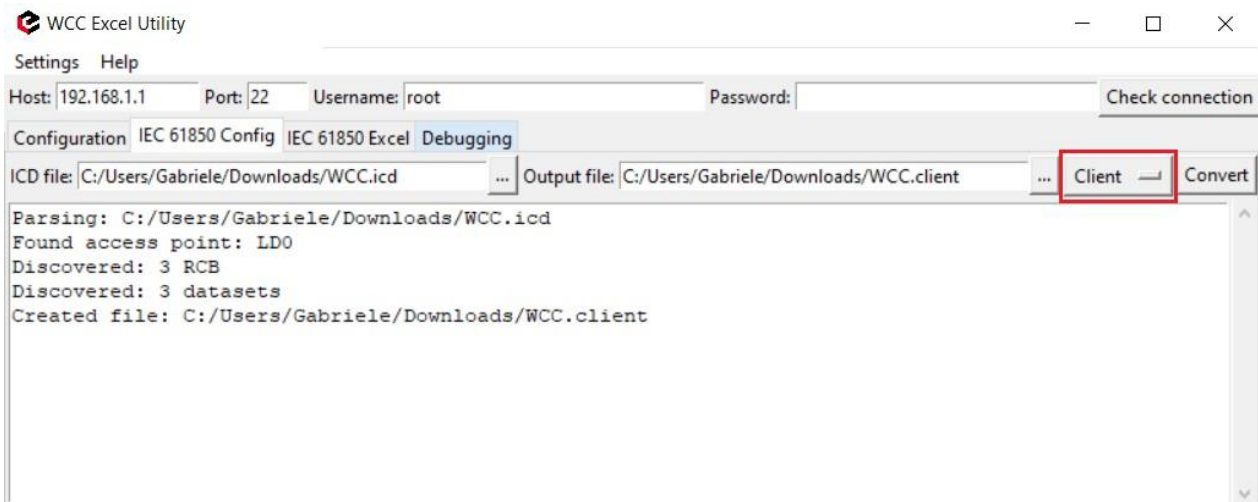 WCC Excel Utility
Settings Help
Host: 192.168.1.1 Port: 22 Username: root Password: Check connection
Configuration IEC 61850 Config IEC 61850 Excel Debugging
ICD file: C:/Users/Gabriele/Downloads/WCC.icd ... Output file: C:/Users/Gabriele/Downloads/WCC.client ... Client Convert
Parsing: C:/Users/Gabriele/Downloads/WCC.icd
Found access point: LD0
Discovered: 3 RCB
Discovered: 3 datasets
Created file: C:/Users/Gabriele/Downloads/WCC.client